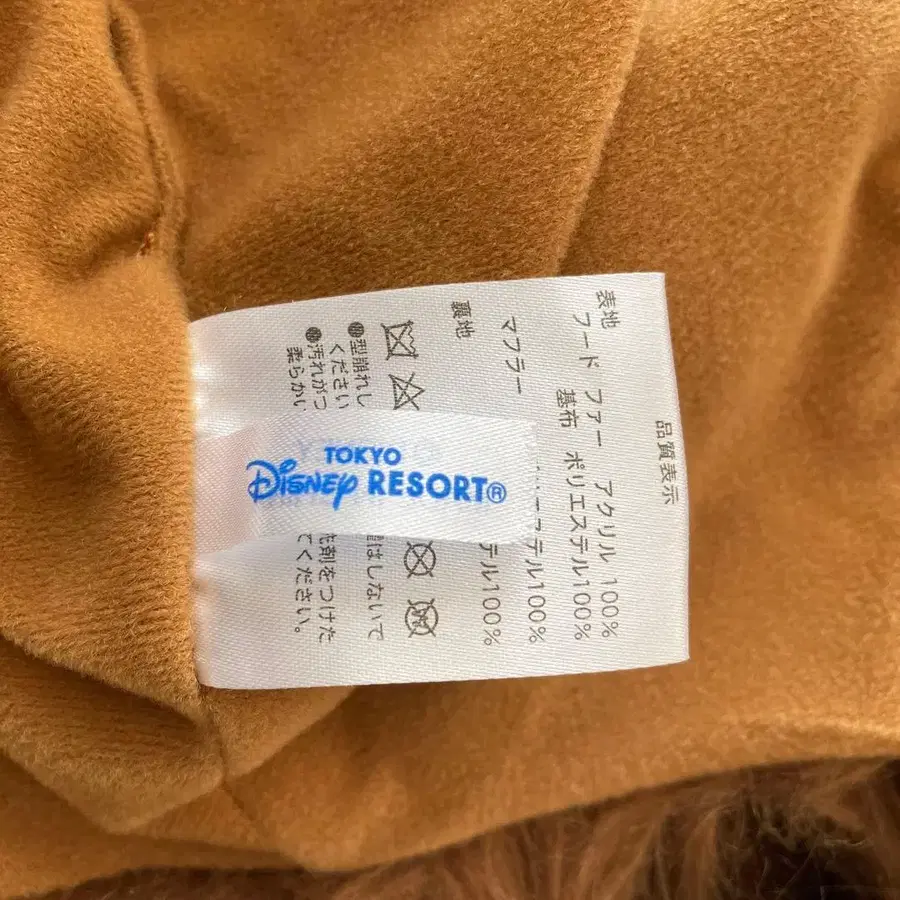 品質表示
表地
フード ファー アクリル 100%
基布 ポリエステル100%
マフラー ステル100%
裏地 テル100%
●型崩れし はしないで
ください
●汚れがつ 洗剤をつけた
柔らかい てください。
TOKYO
Disney RESORT®